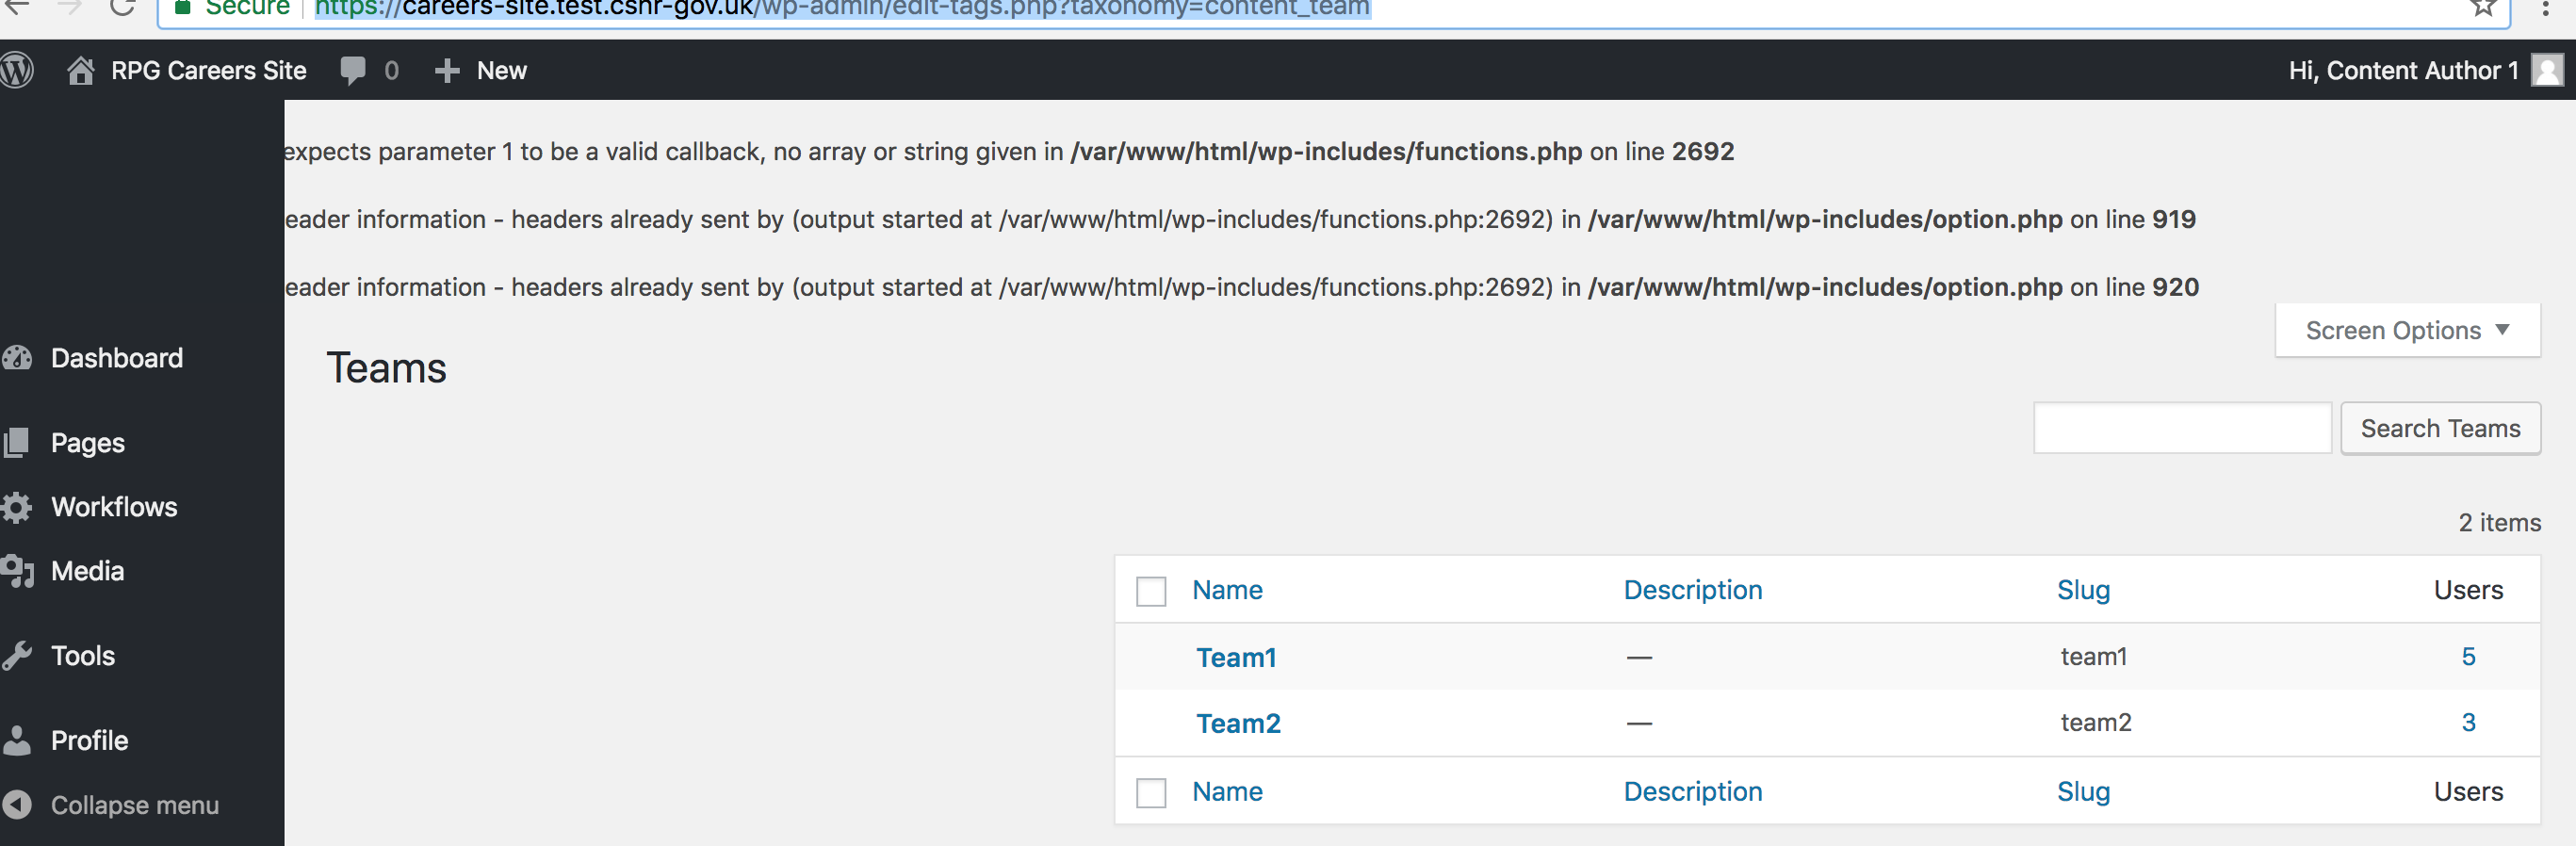 Secure https://careers-site.test.csnr-gov.uk/wp-admin/edit-tags.php?taxonomy=content_team
RPG Careers Site 0 New Hi, Content Author 1
expects parameter 1 to be a valid callback, no array or string given in /var/www/html/wp-includes/functions.php on line 2692
eader information - headers already sent by (output started at /var/www/html/wp-includes/functions.php:2692) in /var/www/html/wp-includes/option.php on line 919
eader information - headers already sent by (output started at /var/www/html/wp-includes/functions.php:2692) in /var/www/html/wp-includes/option.php on line 920
Screen Options
Dashboard
Pages
Workflows
Media
Tools
Profile
Collapse menu
Teams
Search Teams
2 items
Name Description Slug Users
Team1 — team1 5
Team2 — team2 3
Name Description Slug Users